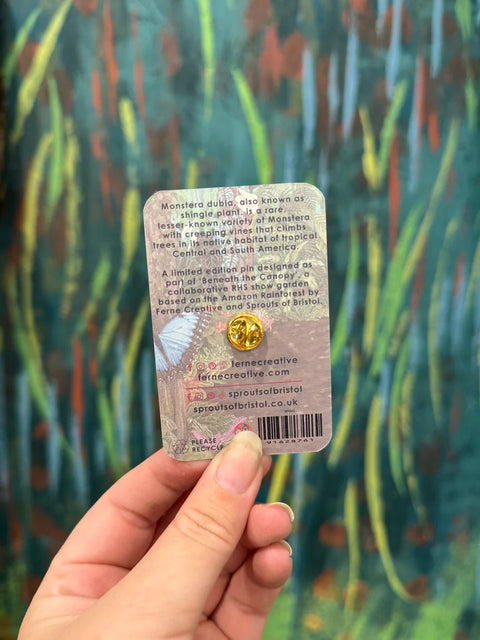 Monstera dubia, also known as
shingle plant, is a rare,
lesser-known variety of Monstera
with creeping vines that climbs
trees in its native habitat of tropical
Central and South America.
A limited edition pin designed as
part of 'Beneath the Canopy', a
collaborative RHS show garden
based on the Amazon Rainforest by
Ferne Creative and Sprouts of Bristol.
fernecreative
fernecreative.com
sproutsofbristol
sproutsofbristol.co.uk
PLEASE
RECYCLE